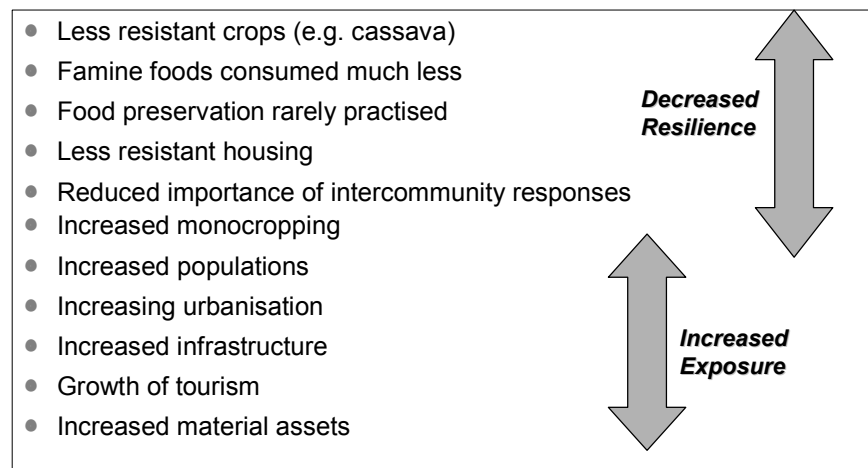 Less resistant crops (e.g. cassava)
Famine foods consumed much less
Food preservation rarely practised
Less resistant housing
Reduced importance of intercommunity responses
Increased monocropping
Increased populations
Increasing urbanisation
Increased infrastructure
Growth of tourism
Increased material assets
Decreased
Resilience
Increased
Exposure